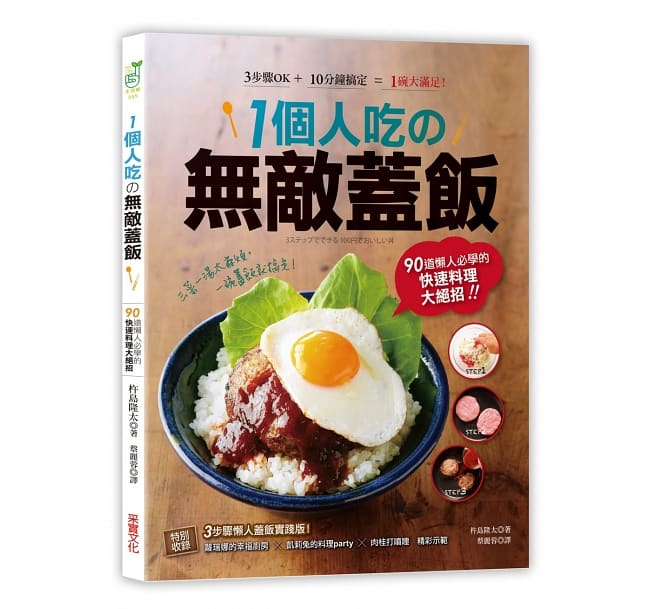 3步驟OK + 10分鐘搞定 = 1碗大滿足!
1個人吃の
無敵蓋飯
3ステップでできる 100円でおいしい丼
三菜一湯太麻煩,
一碗蓋飯就搞定!
90道懶人必學的
快速料理
大絕招!!
STEP1
STEP2
STEP3
特別
收錄
3步驟懶人蓋飯實踐版!
蘿瑞娜的幸福廚房 × 凱莉兔的料理party × 肉桂打噴嚏 精彩示範
杵島隆太◎著
蔡麗蓉◎譯
1個人吃の無敵蓋飯
90道懶人必學的
快速料理大絕招
杵島隆太◎著
蔡麗蓉◎譯
采實文化